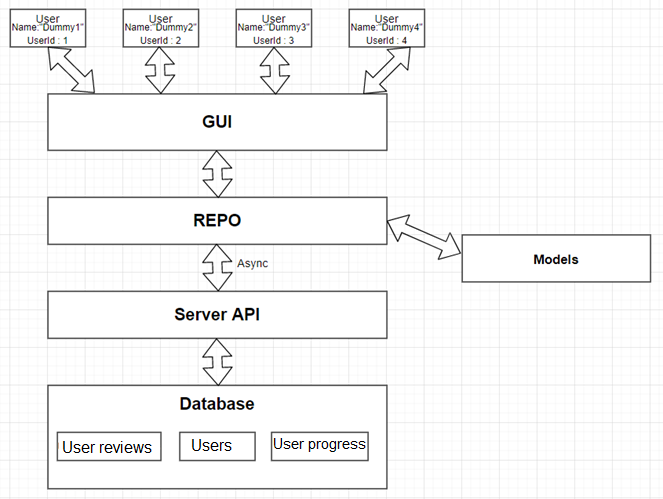 User
Name:"Dummy1"
UserId : 1
User
Name:"Dummy2"
UserId : 2
User
Name:"Dummy3"
UserId : 3
User
Name:"Dummy4"
UserId : 4
GUI
REPO
Async
Models
Server API
Database
User reviews
Users
User progress